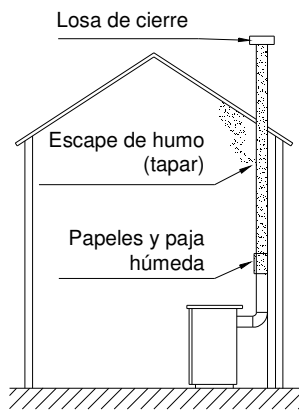 Losa de cierre
Escape de humo
(tapar)
Papeles y paja
húmeda